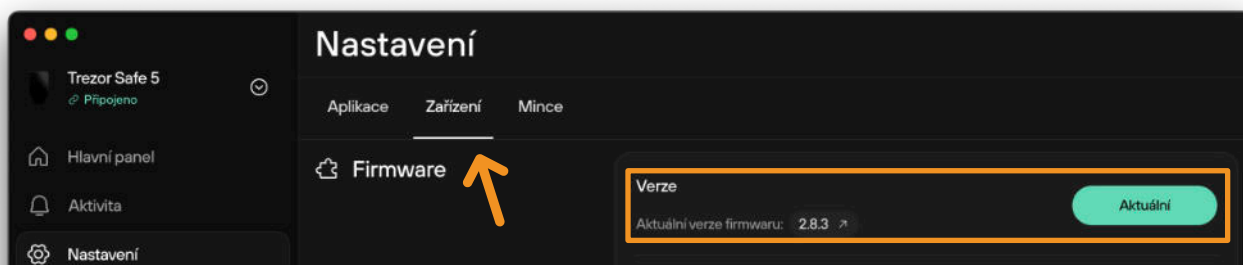 Nastavení
Trezor Safe 5
Připojeno
Aplikace Zařízení Mince
Hlavní panel
Firmware
Verze
Aktuální
Aktuální verze firmwaru: 2.8.3
Aktivita
Nastavení